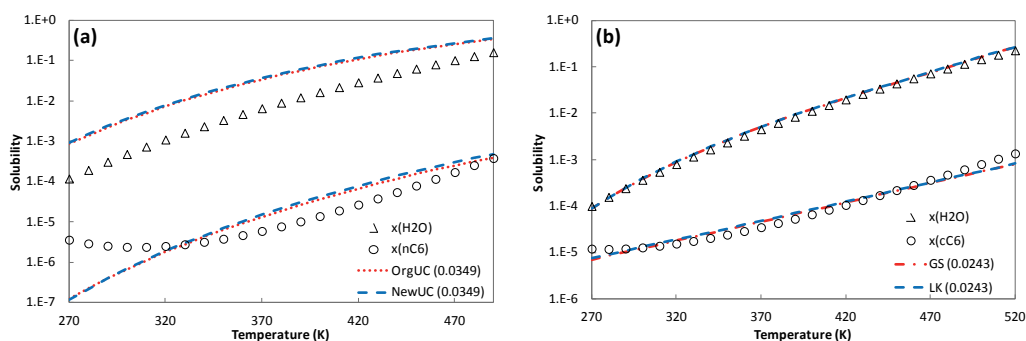 (a)
1.E+0
1.E-1
1.E-2
1.E-3
1.E-4
1.E-5
1.E-6
1.E-7
Solubility
x(H2O)
x(nC6)
OrgUC (0.0349)
NewUC (0.0349)
270 320 370 420 470
Temperature (K)
(b)
1.E+0
1.E-1
1.E-2
1.E-3
1.E-4
1.E-5
1.E-6
Solubility
x(H2O)
x(cC6)
GS (0.0243)
LK (0.0243)
270 320 370 420 470 520
Temperature (K)